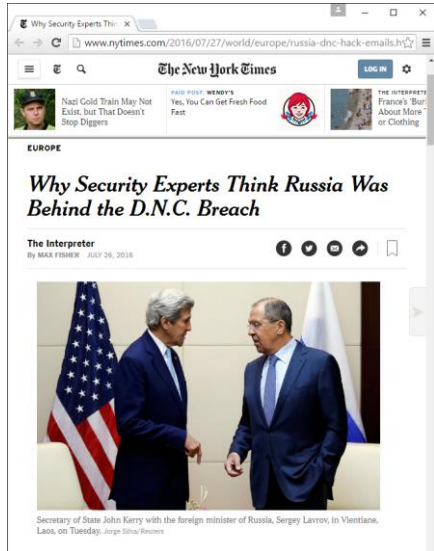 Why Security Experts Thin
www.nytimes.com/2016/07/27/world/europe/russia-dnc-hack-emails.h
The New York Times
LOG IN
Nazi Gold Train May Not
Exist, but That Doesn't
Stop Diggers
PAID POST: WENDY'S
Yes, You Can Get Fresh Food
Fast
THE INTERPRETE
France's 'Bur
About More
or Clothing
EUROPE
Why Security Experts Think Russia Was
Behind the D.N.C. Breach
The Interpreter
By MAX FISHER JULY 26, 2016
Secretary of State John Kerry with the foreign minister of Russia, Sergey Lavrov, in Vientiane,
Laos, on Tuesday. Jorge Silva/Reuters